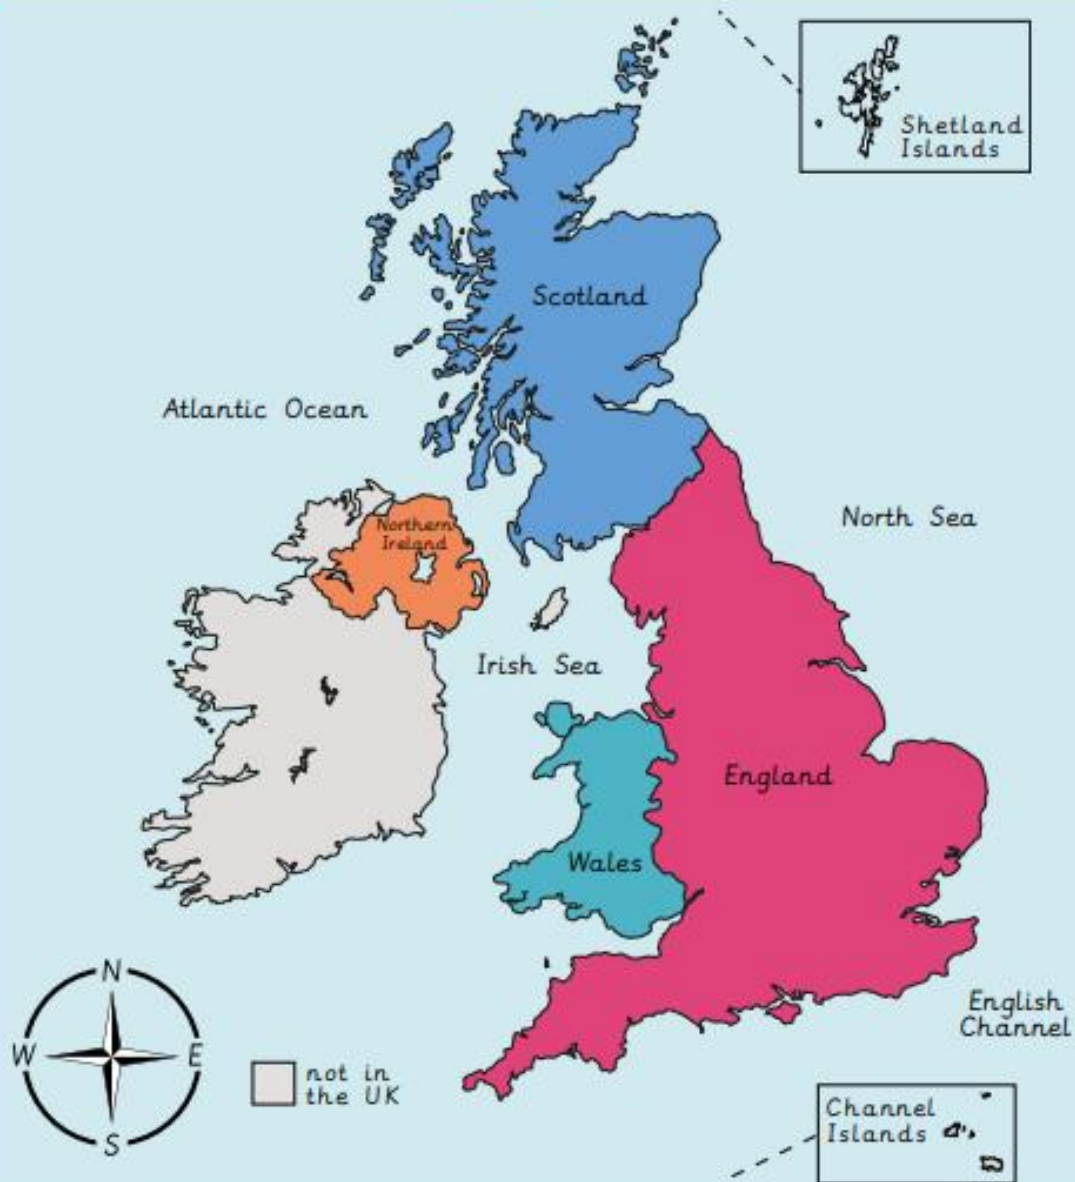 Shetland
Islands
Scotland
Atlantic Ocean
North Sea
Northern
Ireland
Irish Sea
England
Wales
N
W
E
S
not in
the UK
English
Channel
Channel
Islands